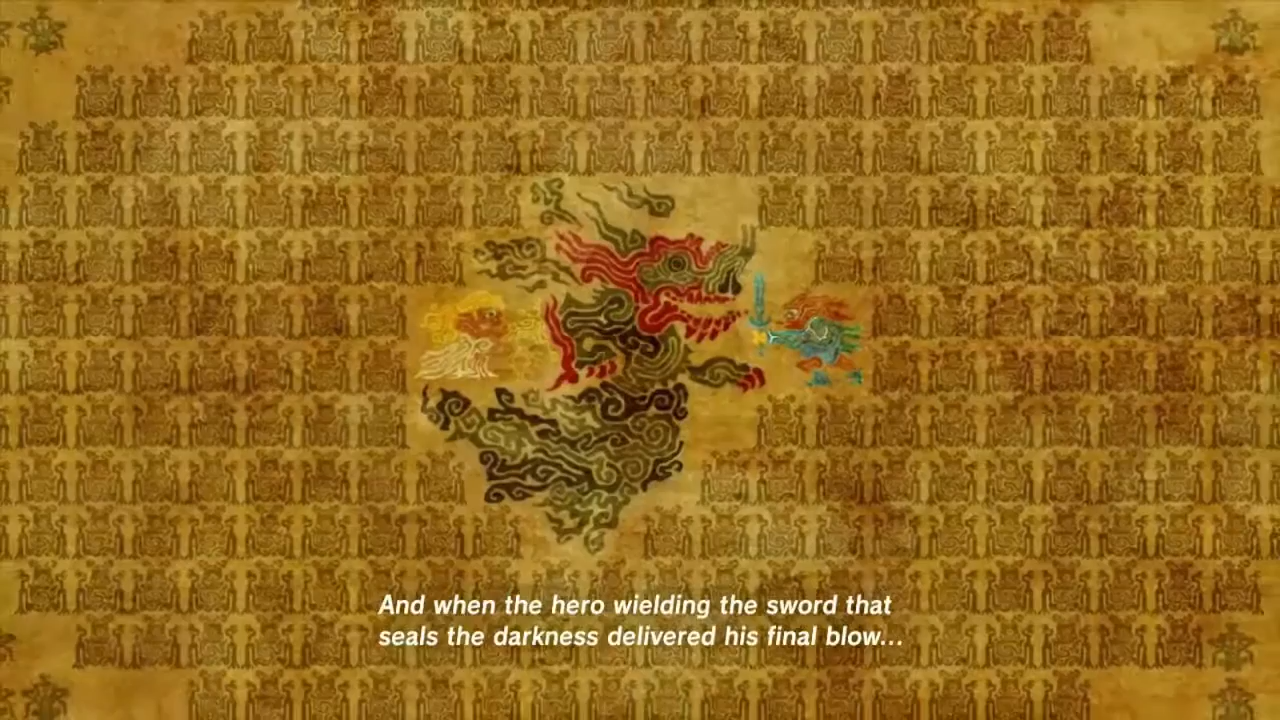 And when the hero wielding the sword that
seals the darkness delivered his final blow...